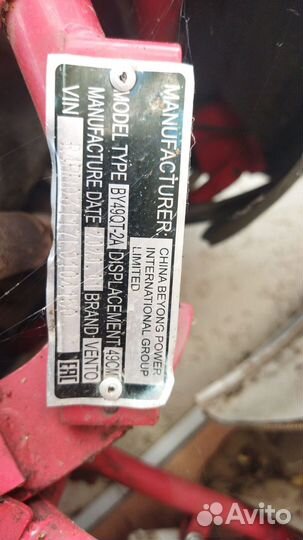 MANUFACTURER:
CHINA BEYONG POWER
INTERNATIONAL GROUP
LIMITED
MODEL TYPE BY49QT-2A DISPLACEMENT 49CM
MANUFACTURE DATE BRAND VENTO
VIN
EAC
Avito